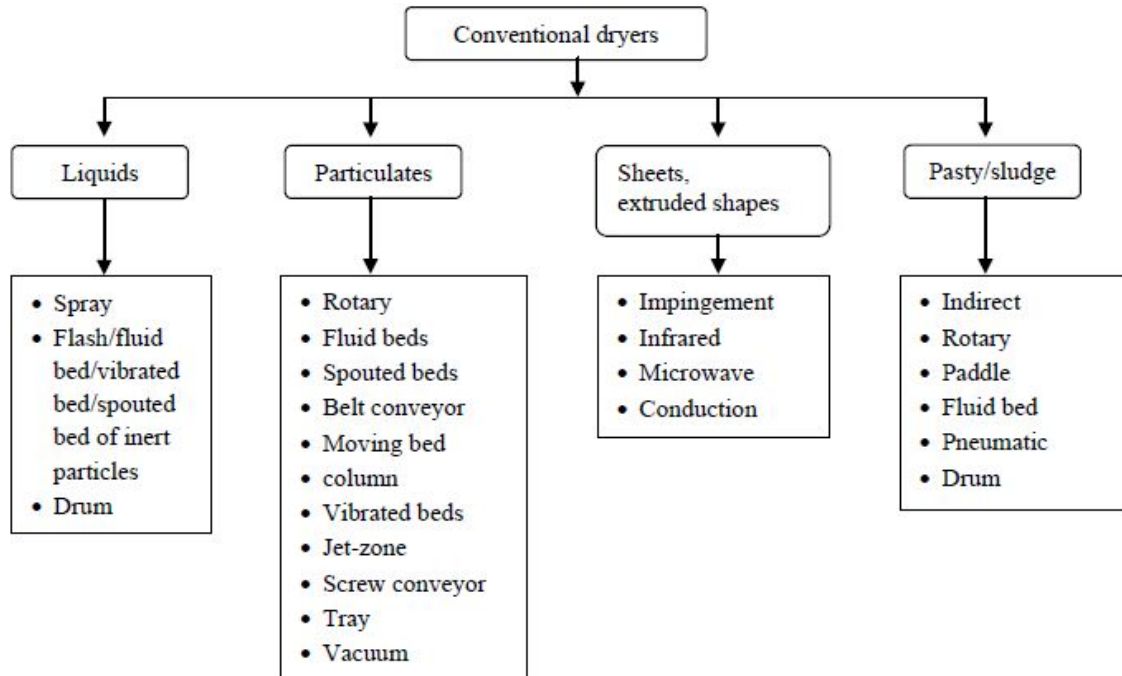 Conventional dryers
Liquids
Particulates
Sheets,
extruded shapes
Pasty/sludge
• Spray
• Flash/fluid
bed/vibrated
bed/spouted
bed of inert
particles
• Drum
• Rotary
• Fluid beds
• Spouted beds
• Belt conveyor
• Moving bed
• column
• Vibrated beds
• Jet-zone
• Screw conveyor
• Tray
• Vacuum
• Impingement
• Infrared
• Microwave
• Conduction
• Indirect
• Rotary
• Paddle
• Fluid bed
• Pneumatic
• Drum